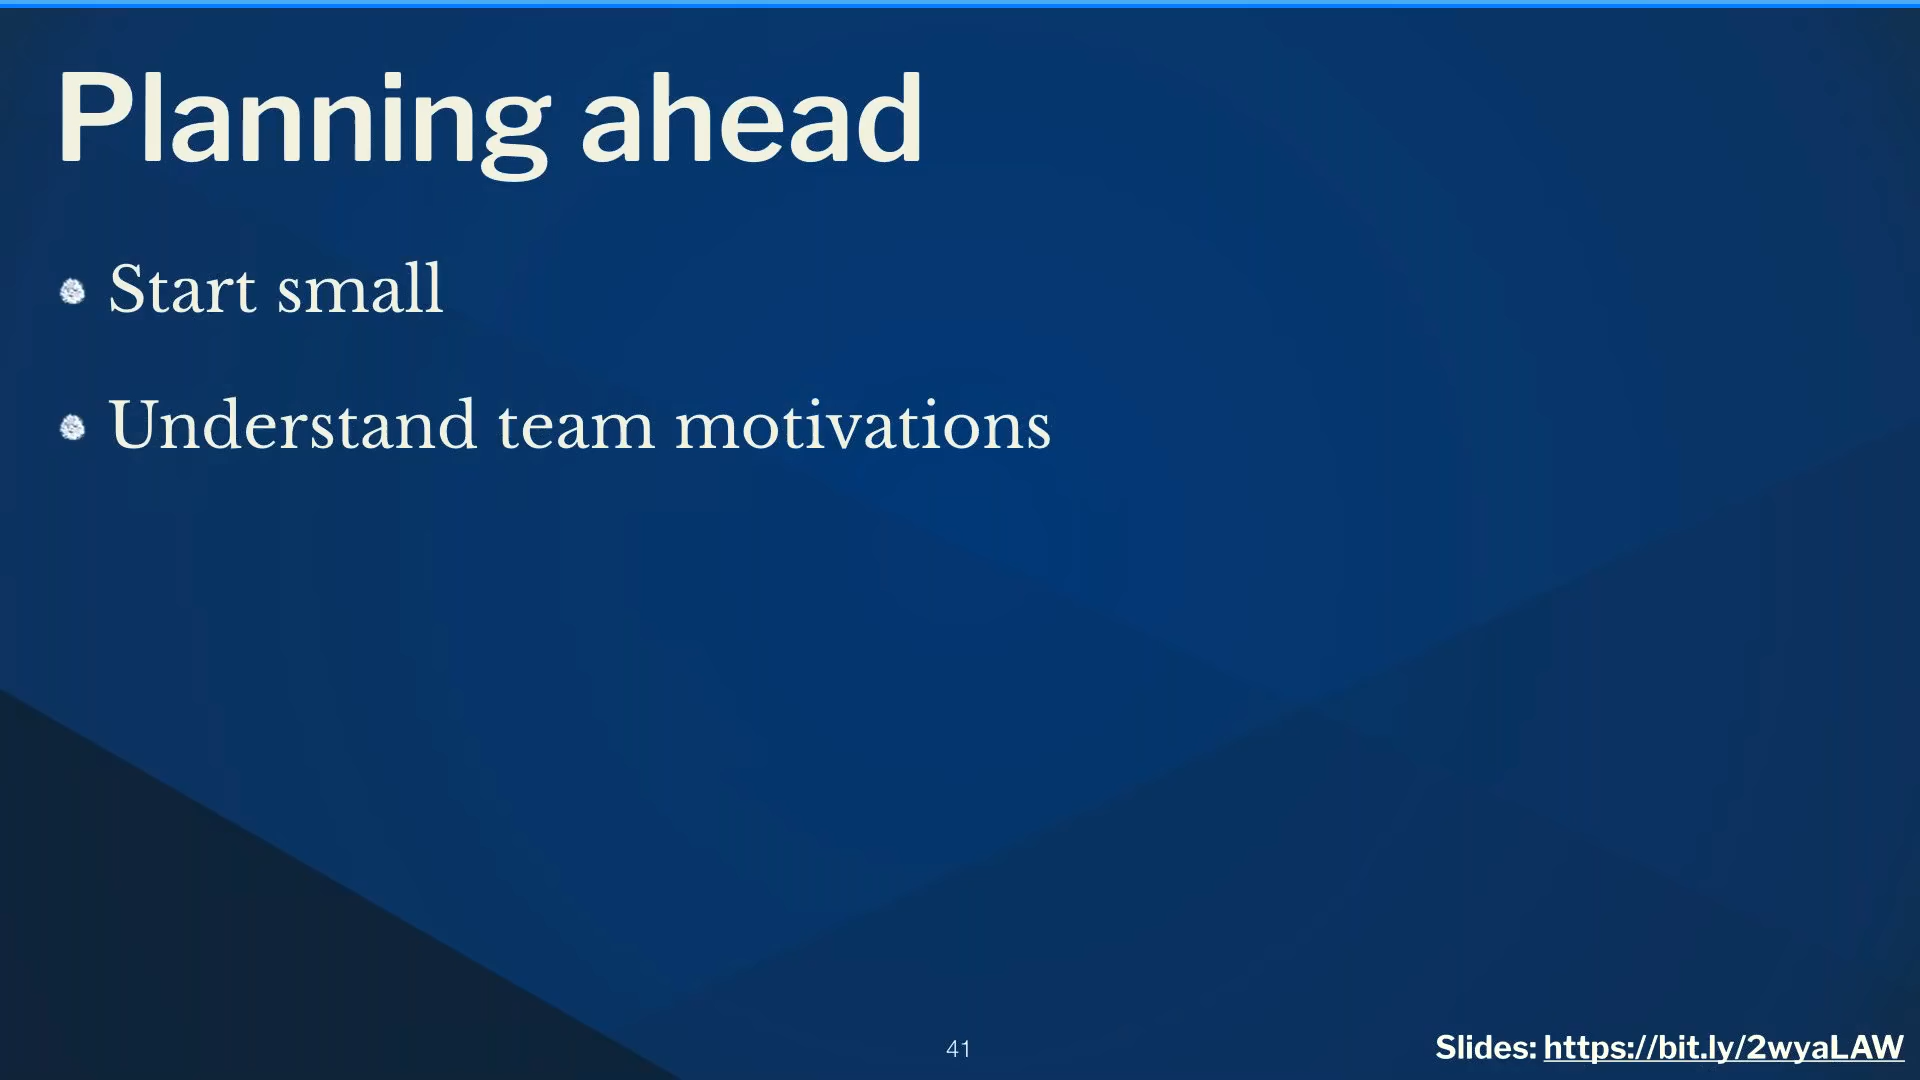 Planning ahead
Start small
Understand team motivations
41
Slides: https://bit.ly/2wyaLAW